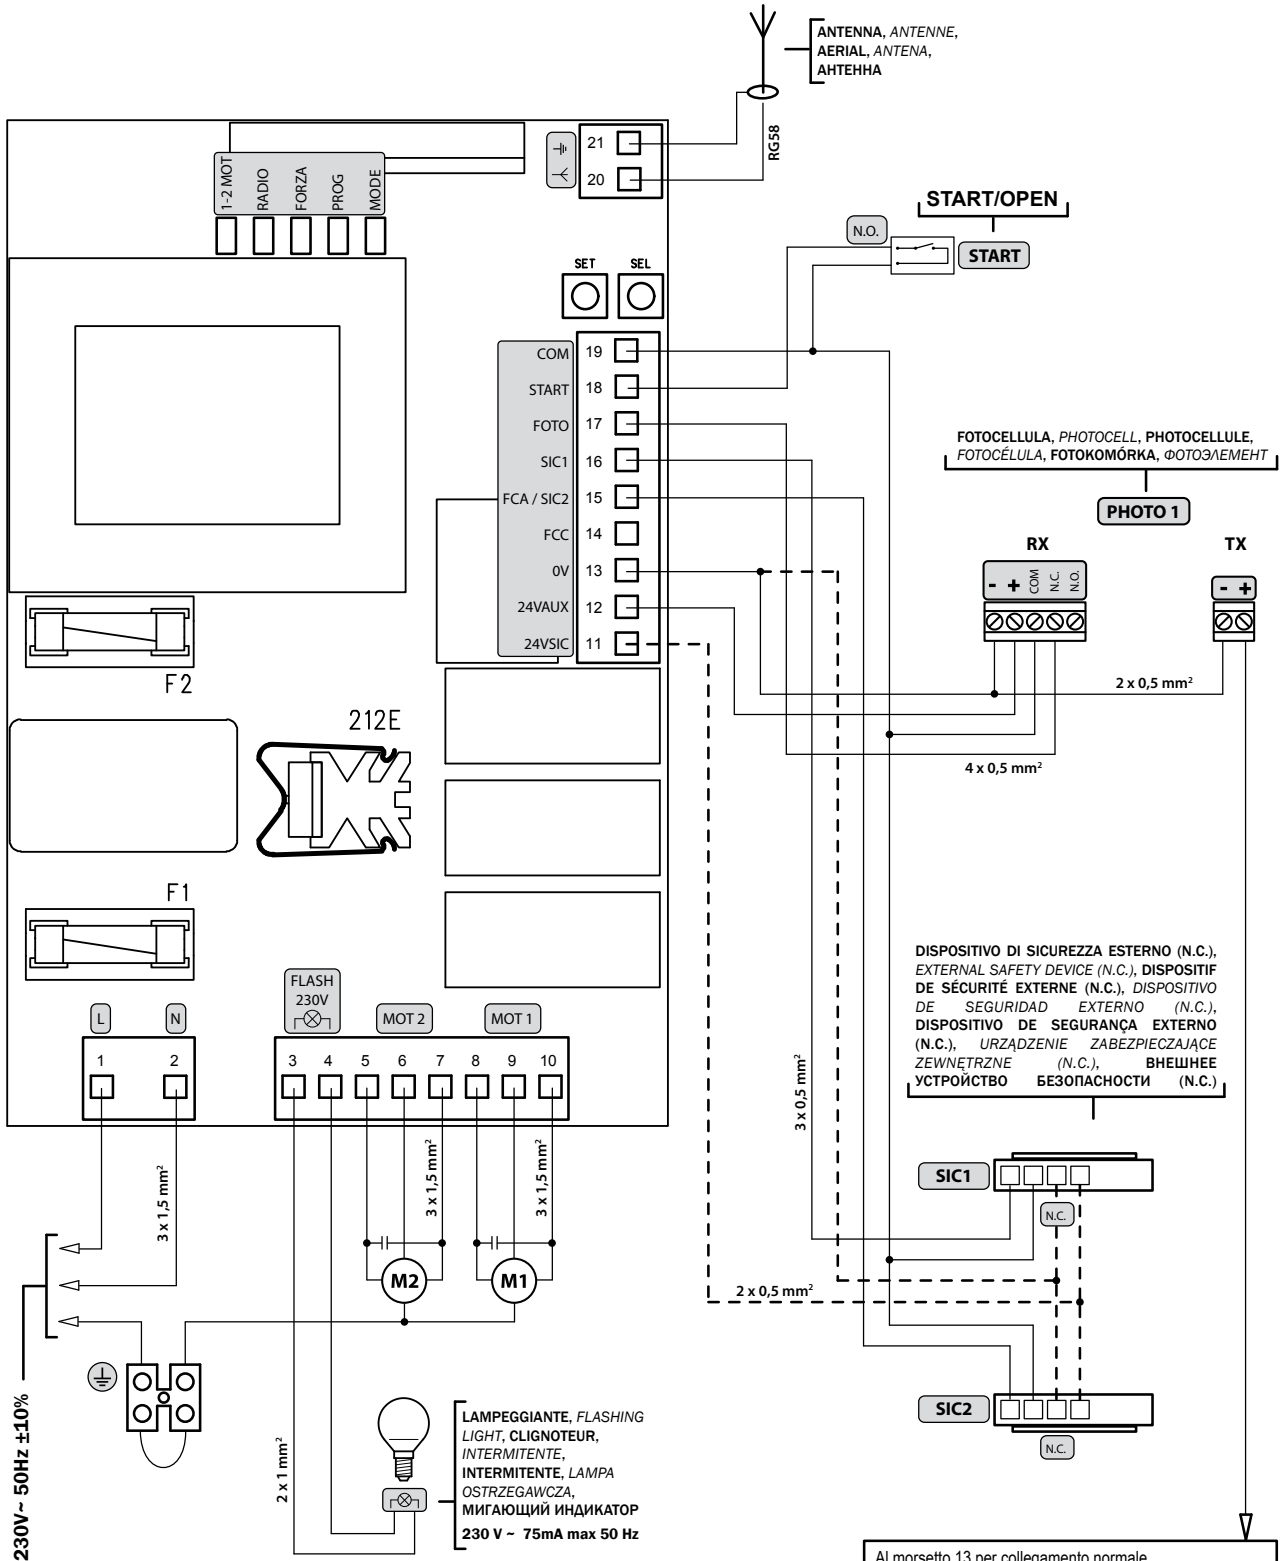 ANTENNA, ANTENNE,
AERIAL, ANTENA,
АНТЕННА
RG58
21
20
1-2 MOT
RADIO
FORZA
PROG
MODE
START/OPEN
N.O.
START
SET
SEL
COM 19
START 18
FOTO 17
SIC1 16
FCA / SIC2 15
FCC 14
0V 13
24VAUX 12
24VSIC 11
FOTOCELLULA, PHOTOCELL, PHOTOCELLULE,
FOTOCÉLULA, FOTOKOMÓRKA, ФОТОЭЛЕМЕНТ
PHOTO 1
RX
TX
- + COM N.C. N.O.
- +
2 x 0,5 mm²
4 x 0,5 mm²
F2
212E
F1
DISPOSITIVO DI SICUREZZA ESTERNO (N.C.),
EXTERNAL SAFETY DEVICE (N.C.), DISPOSITIF
DE SÉCURITÉ EXTERNE (N.C.), DISPOSITIVO
DE SEGURIDAD EXTERNO (N.C.),
DISPOSITIVO DE SEGURANÇA EXTERNO
(N.C.), URZĄDZENIE ZABEZPIECZAJĄCE
ZEWNĘTRZNE (N.C.), ВНЕШНЕЕ
УСТРОЙСТВО БЕЗОПАСНОСТИ (N.C.)
3 x 0,5 mm²
L
N
FLASH
230V
MOT 2
MOT 1
1
2
3
4
5
6
7
8
9
10
3 x 1,5 mm²
3 x 1,5 mm²
3 x 1,5 mm²
M2
M1
SIC1
N.C.
2 x 0,5 mm²
SIC2
N.C.
230V~ 50Hz ±10%
2 x 1 mm²
LAMPEGGIANTE, FLASHING
LIGHT, CLIGNOTEUR,
INTERMITENTE,
INTERMITENTE, LAMPA
OSTRZEGAWCZA,
МИГАЮЩИЙ ИНДИКАТОР
230 V ~ 75mA max 50 Hz
Al morsetto 13 per collegamento normale